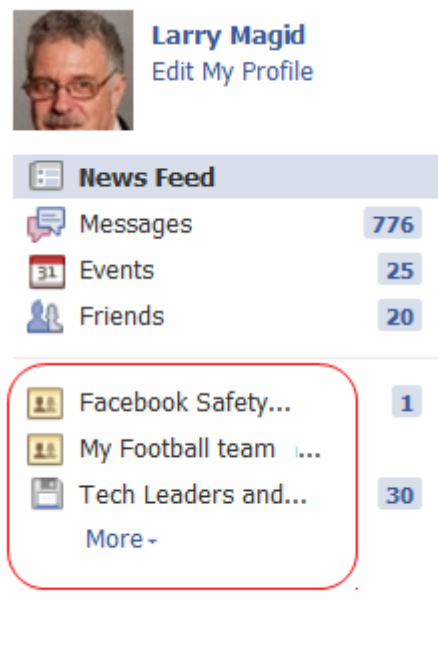 Larry Magid
Edit My Profile
News Feed
Messages 776
31 Events 25
Friends 20
Facebook Safety... 1
My Football team ...
Tech Leaders and... 30
More